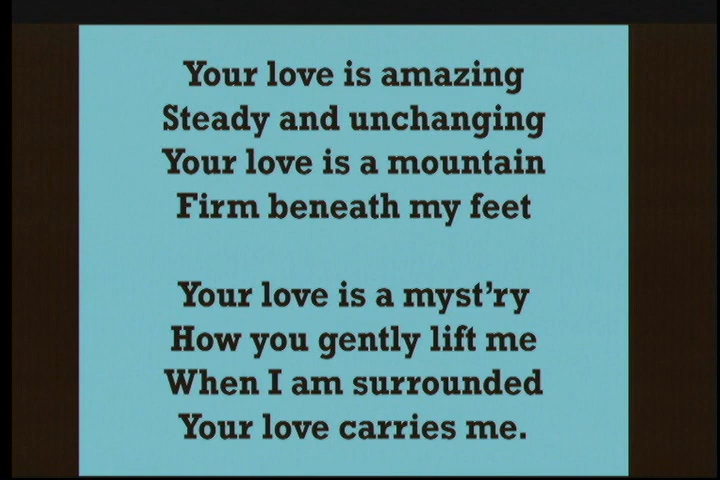 Your love is amazing
Steady and unchanging
Your love is a mountain
Firm beneath my feet
Your love is a myst’ry
How you gently lift me
When I am surrounded
Your love carries me.